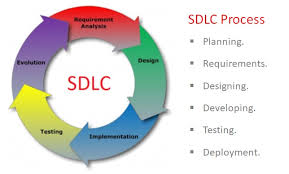 Requirement
Analysis
Design
Implementation
Testing
Evolution
SDLC
SDLC Process
Planning.
Requirements.
Designing.
Developing.
Testing.
Deployment.